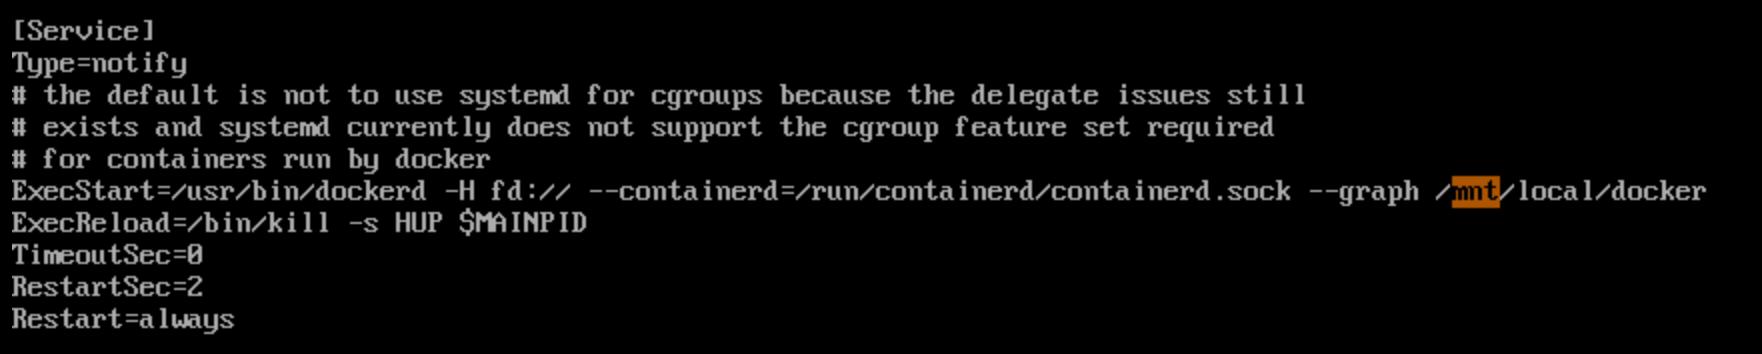 [Service]
Type=notify
# the default is not to use systemd for cgroups because the delegate issues still
# exists and systemd currently does not support the cgroup feature set required
# for containers run by docker
ExecStart=/usr/bin/dockerd -H fd:// --containerd=/run/containerd/containerd.sock --graph /mnt/local/docker
ExecReload=/bin/kill -s HUP $MAINPID
TimeoutSec=0
RestartSec=2
Restart=always